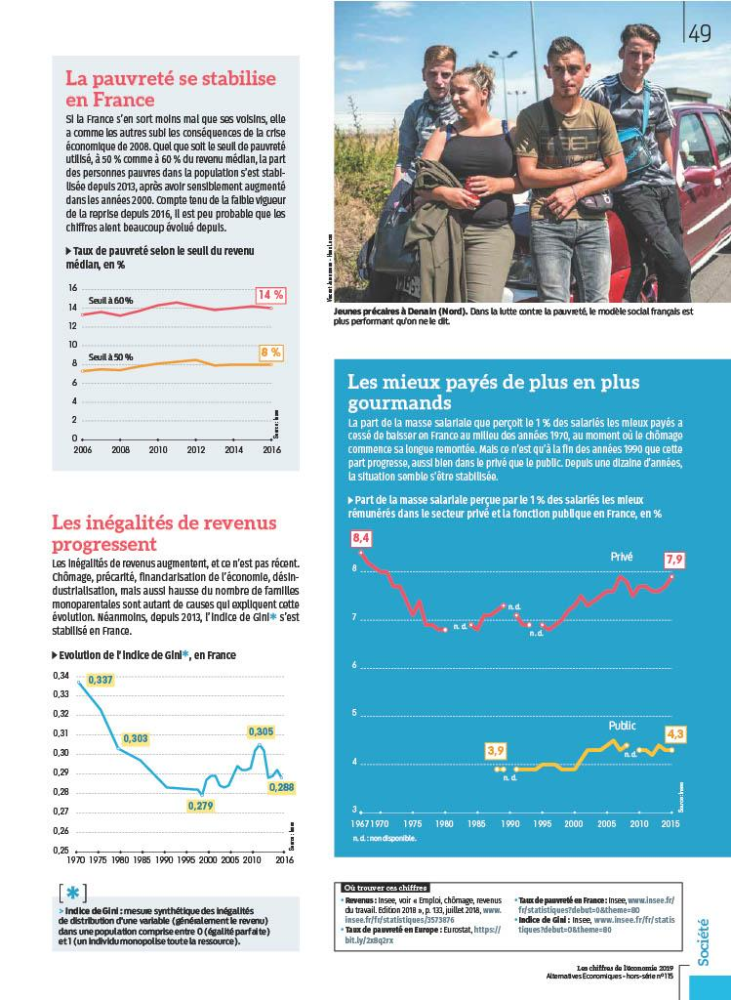 49
La pauvreté se stabilise
en France
Si la France s'en sort moins mal que ses voisins, elle
a comme les autres subi les conséquences de la crise
économique de 2008. Quel que soit le seuil de pauvreté
utilisé, à 50 % comme à 60 % du revenu médian, la part
des personnes pauvres dans la population s'est stabi-
lisée depuis 2013, après avoir sensiblement augmenté
dans les années 2000. Compte tenu de la faible vigueur
de la reprise depuis 2016, il est peu probable que les
chiffres aient beaucoup évolué depuis.
Taux de pauvreté selon le seuil du revenu
médian, en %
16
14
12
10
8
6
4
2
0
Seuil à 60 %
14 %
Seuil à 50 %
8 %
2006 2008 2010 2012 2014 2016
Source : Insee
Jeunes précaires à Denain (Nord). Dans la lutte contre la pauvreté, le modèle social français est
plus performant qu'on ne le dit.
Les inégalités de revenus
progressent
Les inégalités de revenus augmentent, et ce n'est pas récent.
Chômage, précarité, financiarisation de l'économie, désin-
dustrialisation, mais aussi hausse du nombre de familles
monoparentales sont autant de causes qui expliquent cette
évolution. Néanmoins, depuis 2013, l'indice de Gini* s'est
stabilisé en France.
Evolution de l'indice de Gini*, en France
0,34
0,33
0,32
0,31
0,30
0,29
0,28
0,27
0,26
0,25
0,337
0,303
0,279
0,305
0,288
1970 1975 1980 1985 1990 1995 2000 2005 2010 2016
Source : Insee
[*]
> Indice de Gini : mesure synthétique des inégalités
de distribution d'une variable (généralement le revenu)
dans une population comprise entre 0 (égalité parfaite)
et 1 (un individu monopolise toute la ressource).
Les mieux payés de plus en plus
gourmands
La part de la masse salariale que perçoit le 1 % des salariés les mieux payés a
cessé de baisser en France au milieu des années 1970, au moment où le chômage
commence sa longue remontée. Mais ce n'est qu'à la fin des années 1990 que cette
part progresse, aussi bien dans le privé que le public. Depuis une dizaine d'années,
la situation semble s'être stabilisée.
Part de la masse salariale perçue par le 1 % des salariés les mieux
rémunérés dans le secteur privé et la fonction publique en France, en %
8,4
Privé
7,9
8
7
6
5
4
3
n. d.
n. d.
n. d.
Public
3,9
n. d.
n. d.
4,3
1967 1970 1975 1980 1985 1990 1995 2000 2005 2010 2015
n. d. : non disponible.
Source : Insee
Où trouver ces chiffres
• Revenus : Insee, voir « Emploi, chômage, revenus
du travail. Edition 2018 », p. 133, juillet 2018, www.
insee.fr/fr/statistiques/3573876
• Taux de pauvreté en Europe : Eurostat, https://
bit.ly/2xBq2rx
• Taux de pauvreté en France : Insee, www.insee.fr/
fr/statistiques?debut=0&theme=80
• Indice de Gini : Insee, www.insee.fr/fr/statis
tiques?debut=0&theme=80
Société
Les chiffres de l'économie 2019
Alternatives Economiques - hors-série n°115